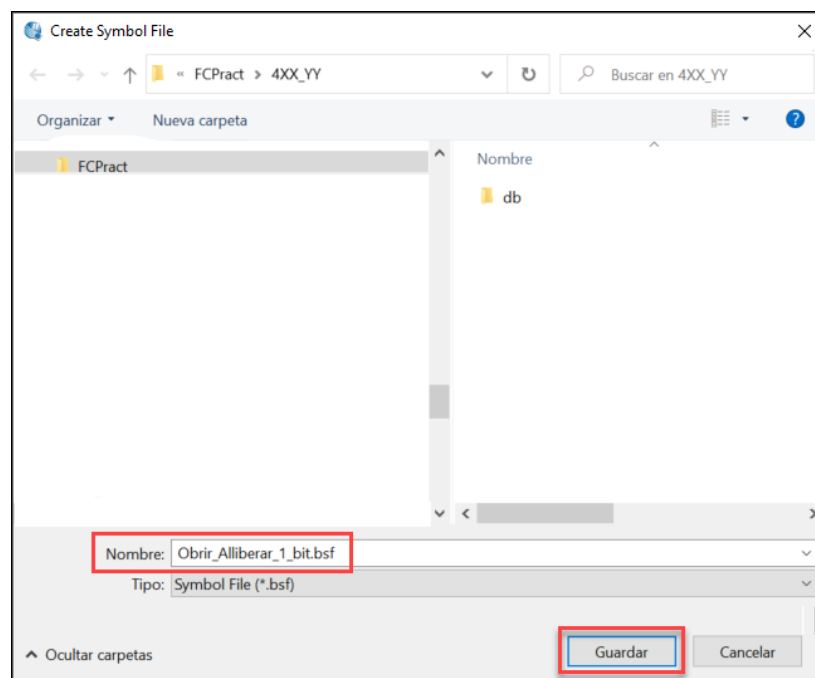 Create Symbol File
« FCPract > 4XX_YY
Buscar en 4XX_YY
Organizar
Nueva carpeta
?
FCPract
Nombre
db
Nombre: Obrir_Alliberar_1_bit.bsf
Tipo: Symbol File (*.bsf)
Ocultar carpetas
Guardar
Cancelar